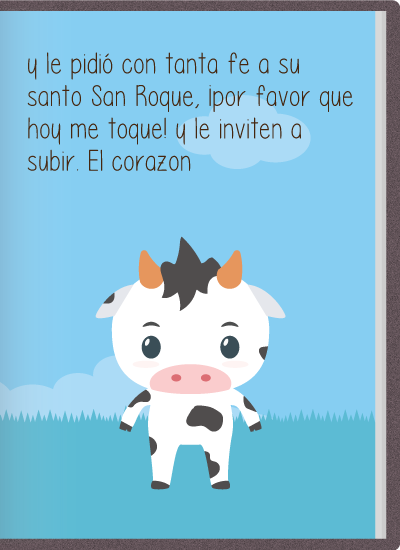 y le pidió con tanta fe a su
santo San Roque, ¡por favor que
hoy me toque! y le inviten a
subir. El corazon